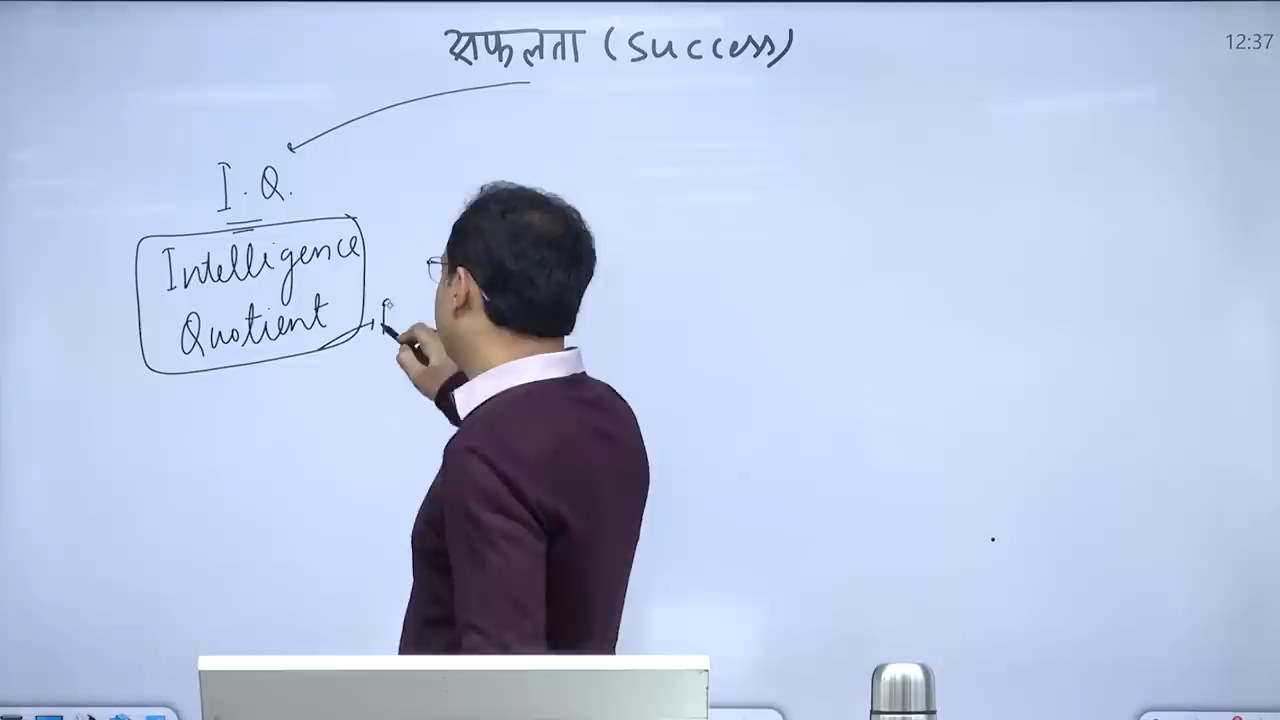 सफलता (Success)
12:37
I.Q.
Intelligence
Quotient